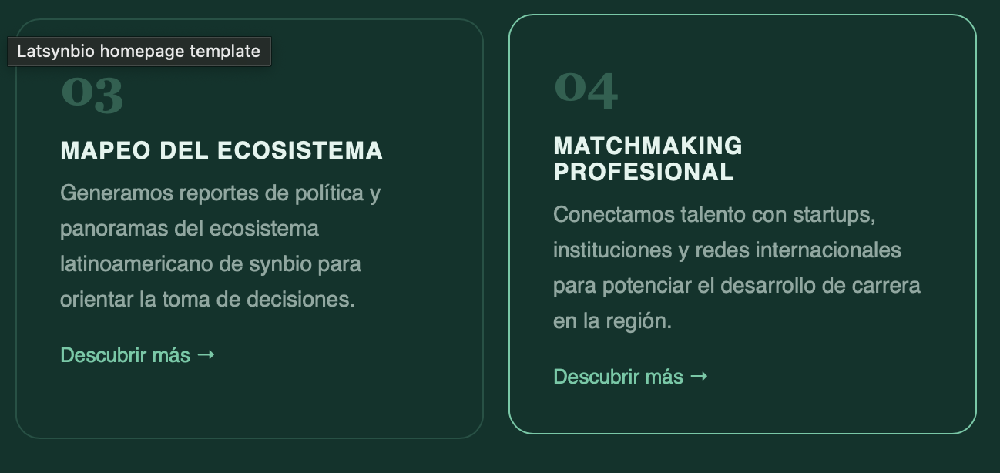 Latsynbio homepage template
03
MAPEO DEL ECOSISTEMA
Generamos reportes de política y
panoramas del ecosistema
latinoamericano de synbio para
orientar la toma de decisiones.
Descubrir más →
04
MATCHMAKING
PROFESIONAL
Conectamos talento con startups,
instituciones y redes internacionales
para potenciar el desarrollo de carrera
en la región.
Descubrir más →